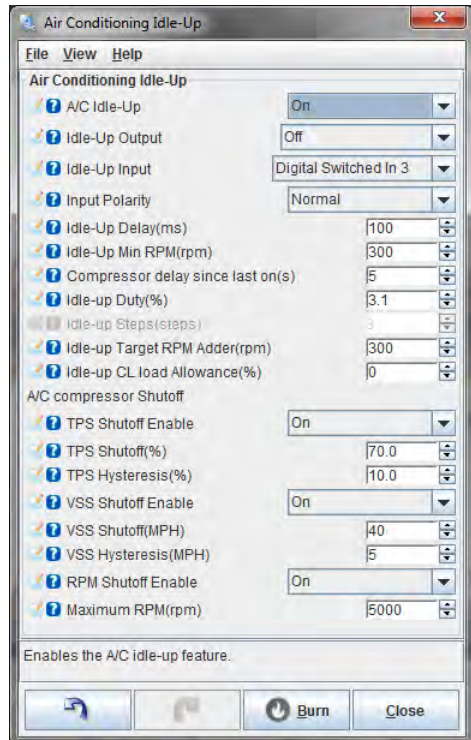 Air Conditioning Idle-Up
File View Help
Air Conditioning Idle-Up
A/C Idle-Up On
Idle-Up Output Off
Idle-Up Input Digital Switched In 3
Input Polarity Normal
Idle-Up Delay(ms) 100
Idle-Up Min RPM(rpm) 300
Compressor delay since last on(s) 5
Idle-up Duty(%) 3.1
Idle-up Steps(steps) 3
Idle-up Target RPM Adder(rpm) 300
Idle-up CL load Allowance(%) 0
A/C compressor Shutoff
TPS Shutoff Enable On
TPS Shutoff(%) 70.0
TPS Hysteresis(%) 10.0
VSS Shutoff Enable On
VSS Shutoff(MPH) 40
VSS Hysteresis(MPH) 5
RPM Shutoff Enable On
Maximum RPM(rpm) 5000
Enables the A/C idle-up feature.
Burn Close